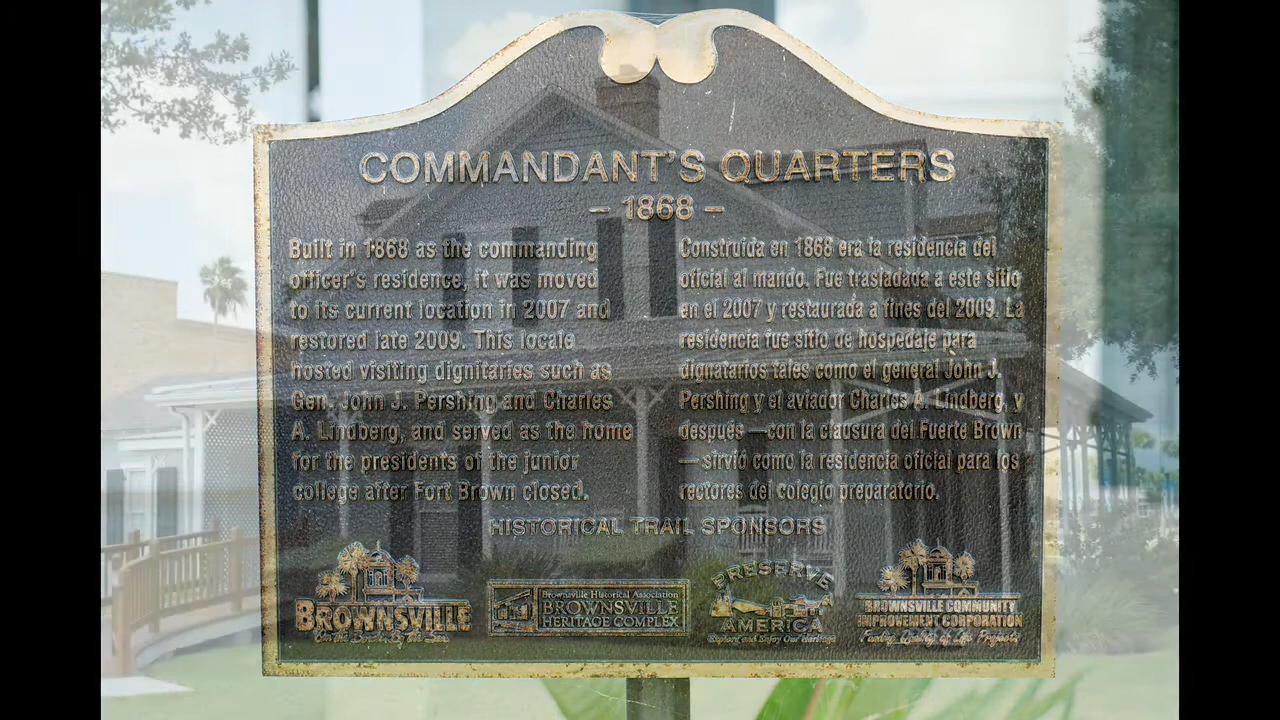 COMMANDANT'S QUARTERS
– 1868 –
Built in 1868 as the commanding
officer's residence, it was moved
to its current location in 2007 and
restored late 2009. This locale
hosted visiting dignitaries such as
Gen. John J. Pershing and Charles
A. Lindberg, and served as the home
for the presidents of the junior
college after Fort Brown closed.
Construida en 1868 era la residencia del
oficial al mando. Fue trasladada a este sitio
en el 2007 y restaurada a fines del 2009. La
residencia fue sitio de hospedaje para
dignatarios tales como el general John J.
Pershing y el aviador Charles A. Lindberg, y
después —con la clausura del Fuerte Brown
— sirvió como la residencia oficial para los
rectores del colegio preparatorio.
HISTORICAL TRAIL SPONSORS
BROWNSVILLE
On the Border, By the Sea
Brownsville Historical Association
BROWNSVILLE
HERITAGE COMPLEX
PRESERVE
AMERICA
Explore and Enjoy Our Heritage
BROWNSVILLE COMMUNITY
IMPROVEMENT CORPORATION
Funding Quality of Life Projects